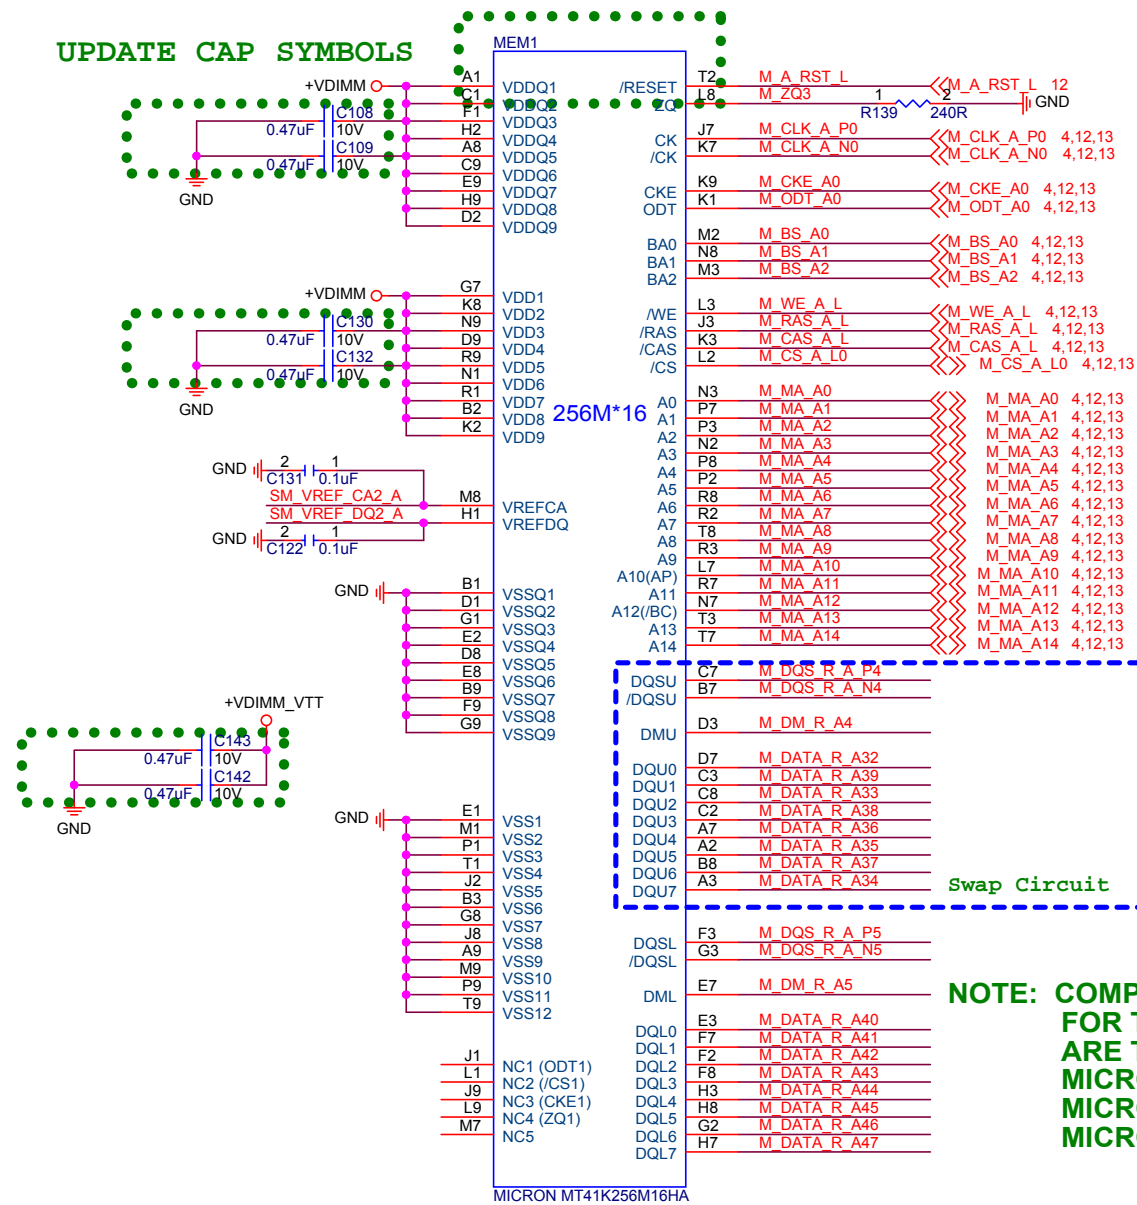 UPDATE CAP SYMBOLS
MEM1
+VDIMM
A1 VDDQ1
C1 VDDQ2
F1 VDDQ3
H2 VDDQ4
A8 VDDQ5
C9 VDDQ6
E9 VDDQ7
H9 VDDQ8
D2 VDDQ9
C108
0.47uF 10V
C109
0.47uF 10V
GND
+VDIMM
G7 VDD1
K8 VDD2
N9 VDD3
D9 VDD4
R9 VDD5
N1 VDD6
R1 VDD7
B2 VDD8
K2 VDD9
C130
0.47uF 10V
C132
0.47uF 10V
GND
256M*16
GND 2 1
C131 0.1uF
SM_VREF_CA2_A M8 VREFCA
SM_VREF_DQ2_A H1 VREFDQ
GND 2 1
C122 0.1uF
GND B1 VSSQ1
D1 VSSQ2
G1 VSSQ3
E2 VSSQ4
D8 VSSQ5
E8 VSSQ6
B9 VSSQ7
F9 VSSQ8
G9 VSSQ9
+VDIMM_VTT
C143
0.47uF 10V
C142
0.47uF 10V
GND
GND E1 VSS1
M1 VSS2
P1 VSS3
T1 VSS4
J2 VSS5
B3 VSS6
G8 VSS7
J8 VSS8
A9 VSS9
M9 VSS10
P9 VSS11
T9 VSS12
J1 NC1 (ODT1)
L1 NC2 (/CS1)
J9 NC3 (CKE1)
L9 NC4 (ZQ1)
M7 NC5
/RESET T2 M_A_RST_L M_A_RST_L 12
ZQ L8 M_ZQ3 1 R139 2 240R GND
CK J7 M_CLK_A_P0 M_CLK_A_P0 4,12,13
/CK K7 M_CLK_A_N0 M_CLK_A_N0 4,12,13
CKE K9 M_CKE_A0 M_CKE_A0 4,12,13
ODT K1 M_ODT_A0 M_ODT_A0 4,12,13
BA0 M2 M_BS_A0 M_BS_A0 4,12,13
BA1 N8 M_BS_A1 M_BS_A1 4,12,13
BA2 M3 M_BS_A2 M_BS_A2 4,12,13
/WE L3 M_WE_A_L M_WE_A_L 4,12,13
/RAS J3 M_RAS_A_L M_RAS_A_L 4,12,13
/CAS K3 M_CAS_A_L M_CAS_A_L 4,12,13
/CS L2 M_CS_A_L0 M_CS_A_L0 4,12,13
A0 N3 M_MA_A0 M_MA_A0 4,12,13
A1 P7 M_MA_A1 M_MA_A1 4,12,13
A2 P3 M_MA_A2 M_MA_A2 4,12,13
A3 N2 M_MA_A3 M_MA_A3 4,12,13
A4 P8 M_MA_A4 M_MA_A4 4,12,13
A5 P2 M_MA_A5 M_MA_A5 4,12,13
A6 R8 M_MA_A6 M_MA_A6 4,12,13
A7 R2 M_MA_A7 M_MA_A7 4,12,13
A8 T8 M_MA_A8 M_MA_A8 4,12,13
A9 R3 M_MA_A9 M_MA_A9 4,12,13
A10(AP) L7 M_MA_A10 M_MA_A10 4,12,13
A11 R7 M_MA_A11 M_MA_A11 4,12,13
A12(/BC) N7 M_MA_A12 M_MA_A12 4,12,13
A13 T3 M_MA_A13 M_MA_A13 4,12,13
A14 T7 M_MA_A14 M_MA_A14 4,12,13
DQSU C7 M_DQS_R_A_P4
/DQSU B7 M_DQS_R_A_N4
DMU D3 M_DM_R_A4
DQU0 D7 M_DATA_R_A32
DQU1 C3 M_DATA_R_A39
DQU2 C8 M_DATA_R_A33
DQU3 C2 M_DATA_R_A38
DQU4 A7 M_DATA_R_A36
DQU5 A2 M_DATA_R_A35
DQU6 B8 M_DATA_R_A37
DQU7 A3 M_DATA_R_A34
Swap Circuit
DQSL F3 M_DQS_R_A_P5
/DQSL G3 M_DQS_R_A_N5
DML E7 M_DM_R_A5
DQL0 E3 M_DATA_R_A40
DQL1 F7 M_DATA_R_A41
DQL2 F2 M_DATA_R_A42
DQL3 F8 M_DATA_R_A43
DQL4 H3 M_DATA_R_A44
DQL5 H8 M_DATA_R_A45
DQL6 G2 M_DATA_R_A46
DQL7 H7 M_DATA_R_A47
NOTE: COMP
FOR
ARE
MICRO
MICRO
MICRO
MICRON MT41K256M16HA